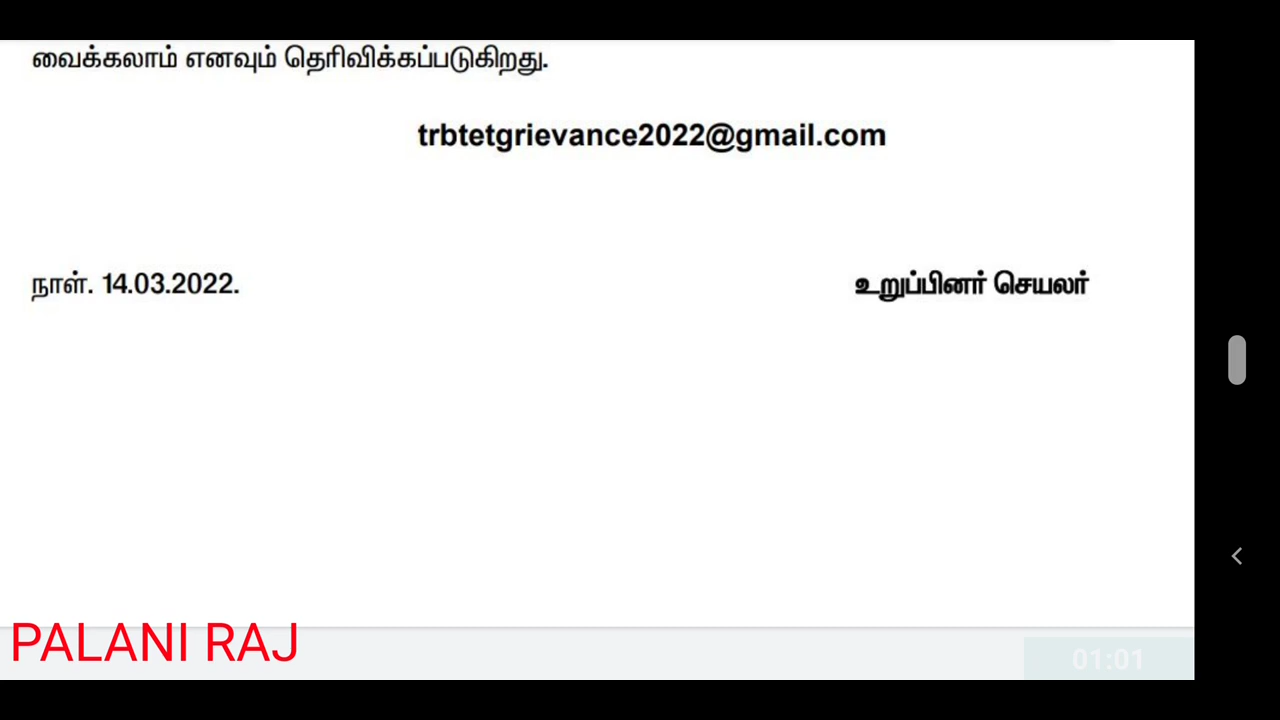 வைக்கலாம் எனவும் தெரிவிக்கப்படுகிறது.
trbtetgrievance2022@gmail.com
நாள். 14.03.2022. உறுப்பினர் செயலர்
PALANI RAJ
01:01